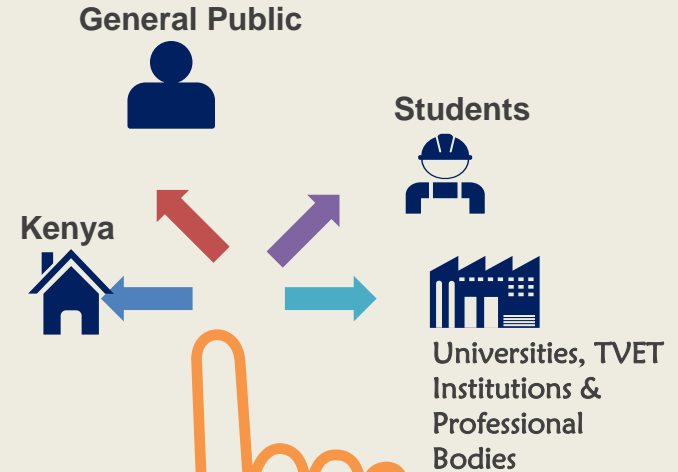 General Public
Students
Kenya
Universities, TVET
Institutions &
Professional
Bodies